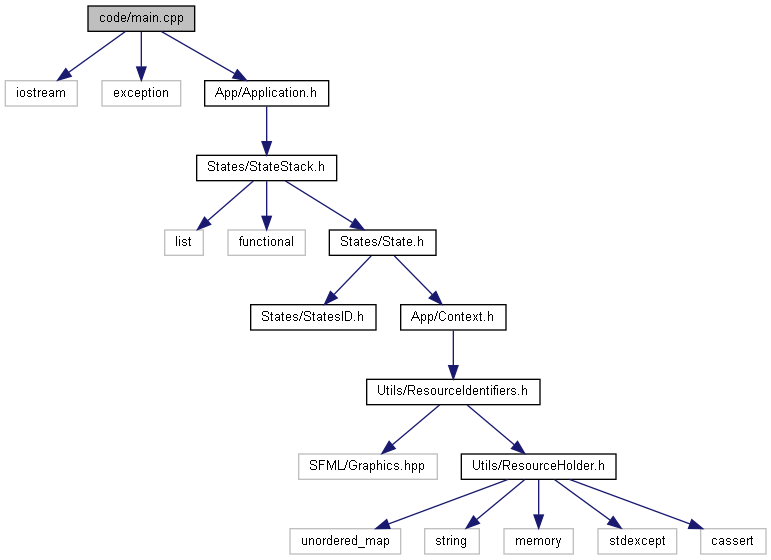 code/main.cpp
iostream
exception
App/Application.h
States/StateStack.h
list
functional
States/State.h
States/StatesID.h
App/Context.h
Utils/ResourceIdentifiers.h
SFML/Graphics.hpp
Utils/ResourceHolder.h
unordered_map
string
memory
stdexcept
cassert